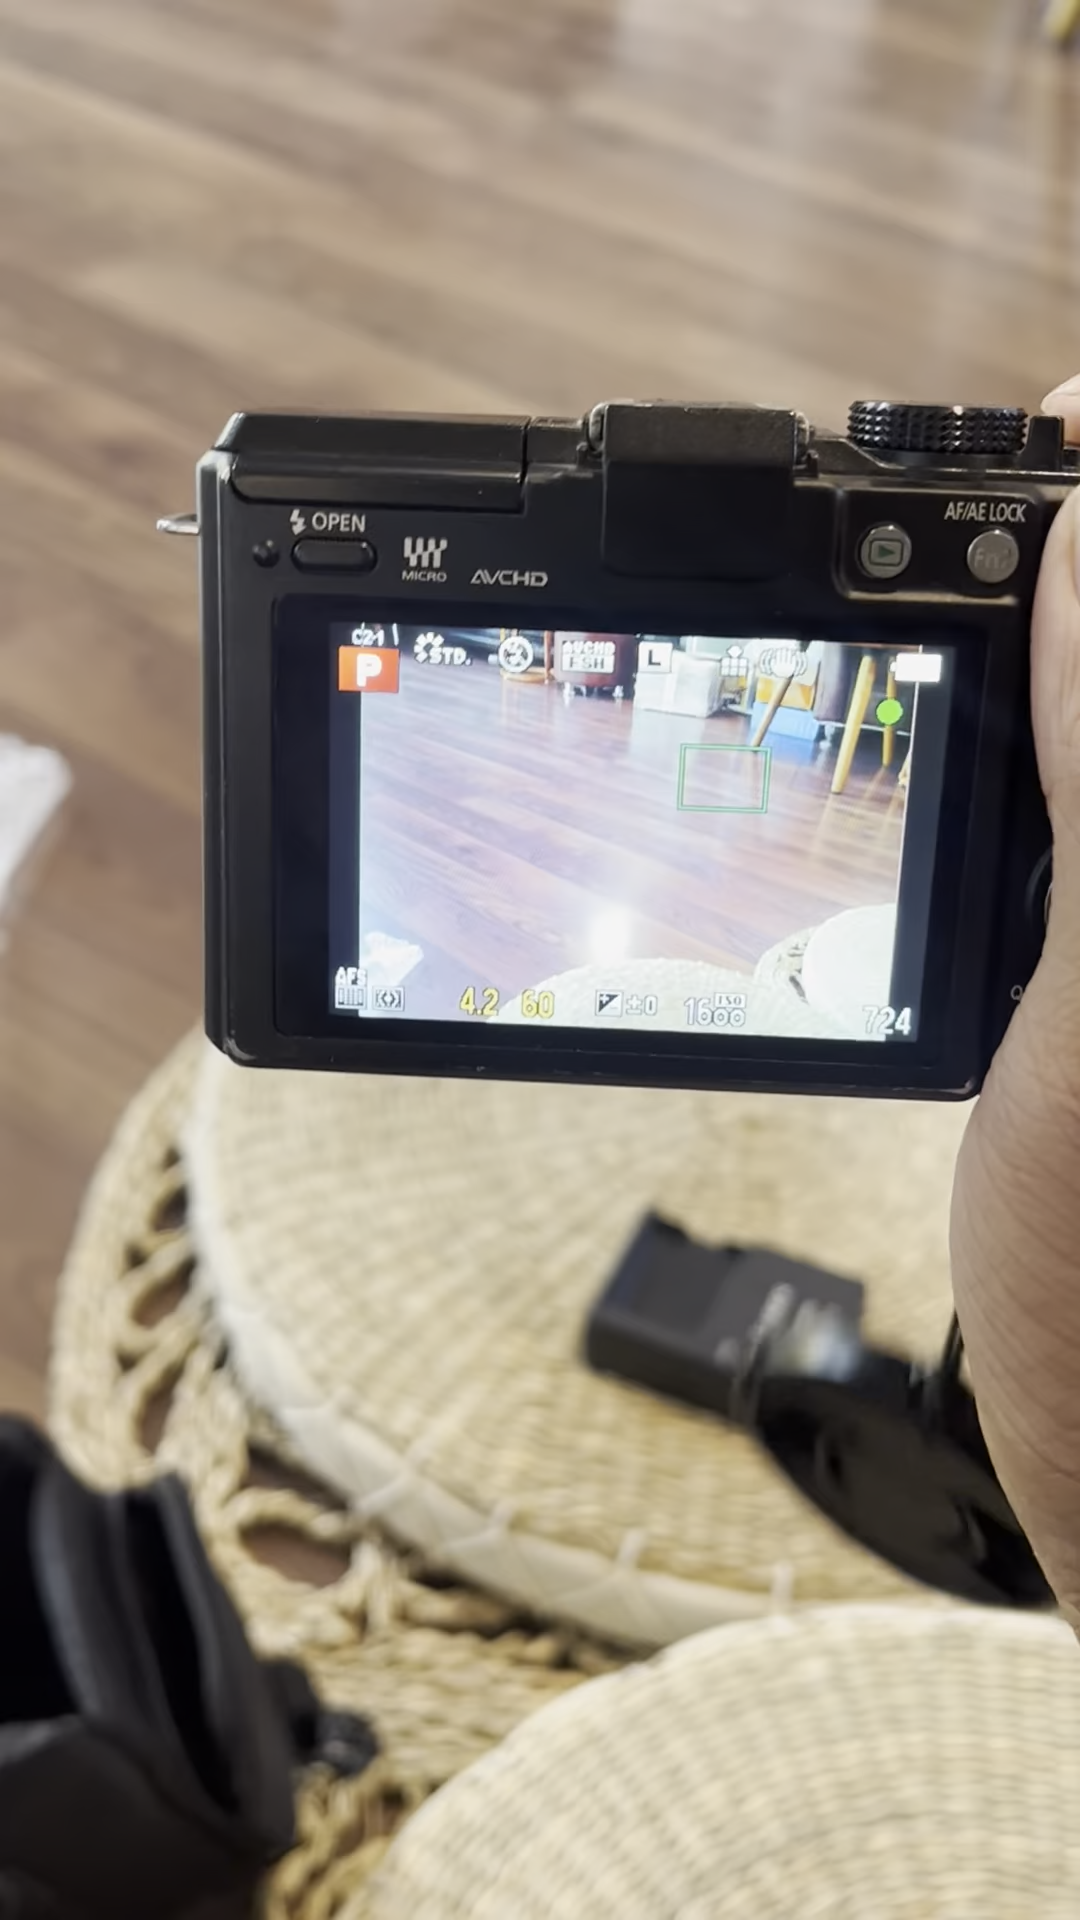 AF/AE LOCK
OPEN
Fn2
MICRO
AVCHD
C2-1
P
STD.
AVCHD
FSH
L
AFS
4.2 60 ±0 ISO 1600 724
Q